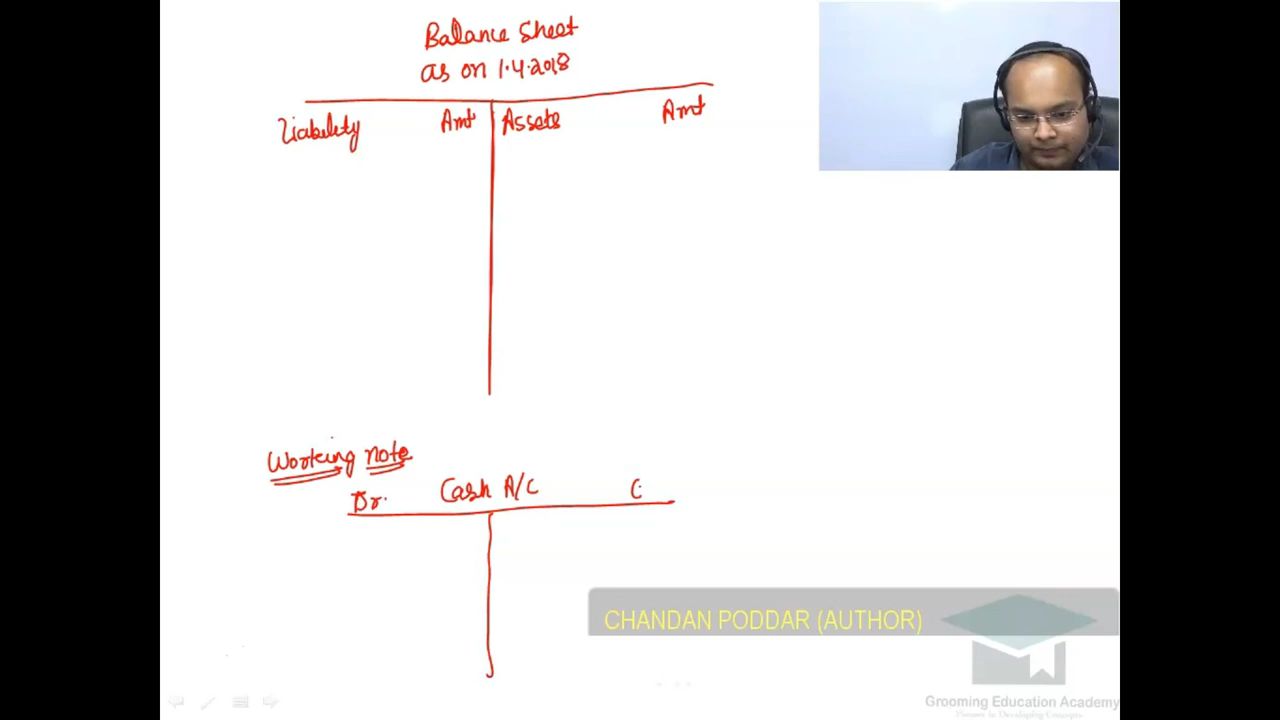 Balance Sheet
as on 1.4.2018
Liability Amt Assets Amt
Working note
Dr. Cash A/C C
CHANDAN PODDAR (AUTHOR)
Grooming Education Academy